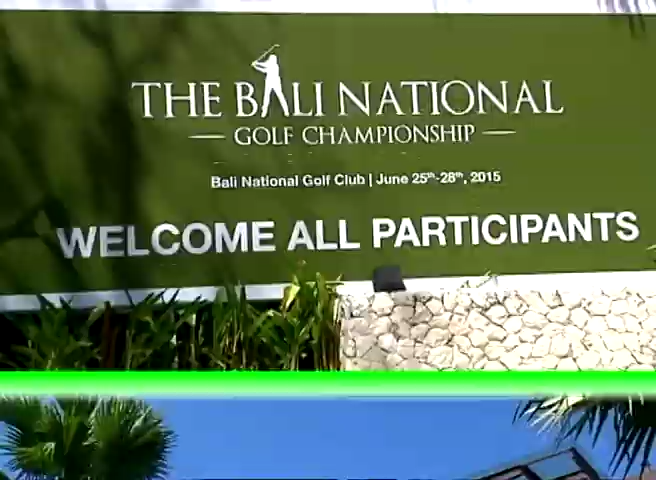 THE BALI NATIONAL
GOLF CHAMPIONSHIP
Bali National Golf Club | June 25th-28th, 2015
WELCOME ALL PARTICIPANTS